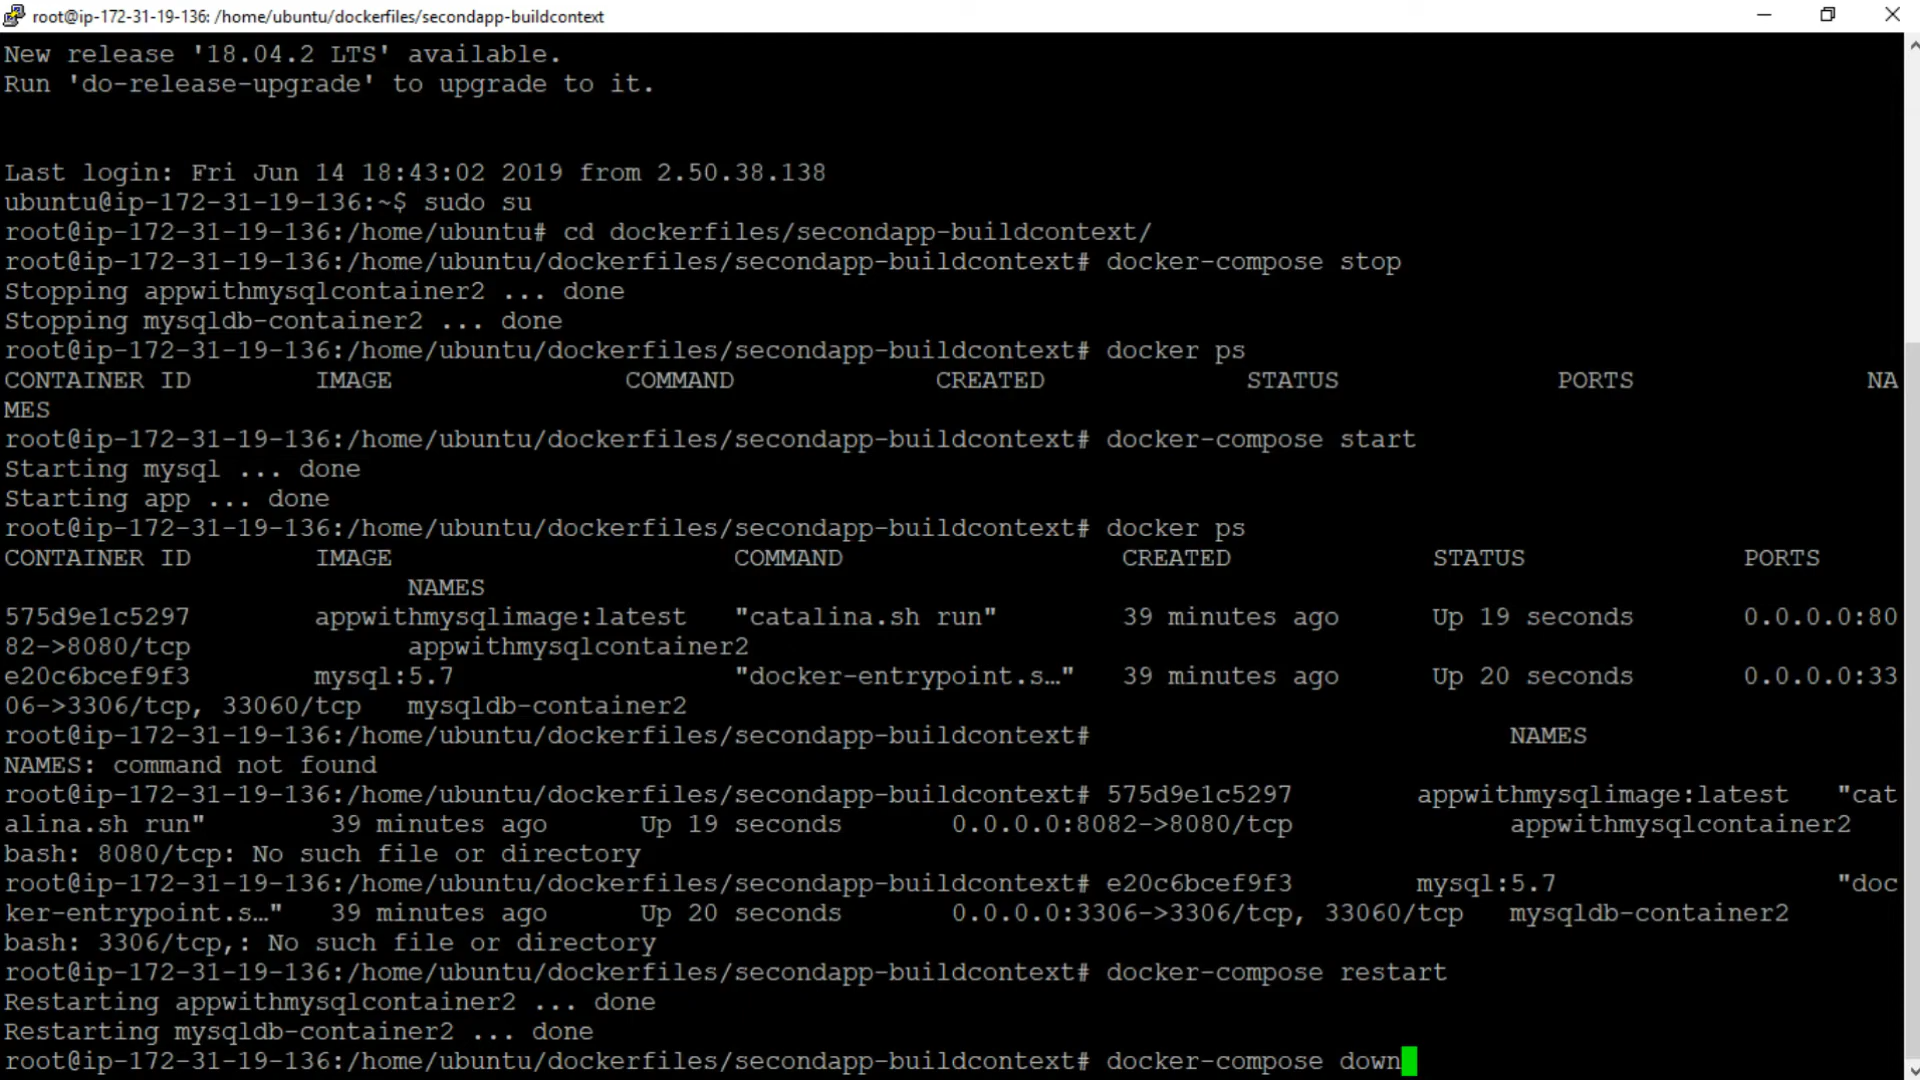 root@ip-172-31-19-136: /home/ubuntu/dockerfiles/secondapp-buildcontext
New release '18.04.2 LTS' available.
Run 'do-release-upgrade' to upgrade to it.
Last login: Fri Jun 14 18:43:02 2019 from 2.50.38.138
ubuntu@ip-172-31-19-136:~$ sudo su
root@ip-172-31-19-136:/home/ubuntu# cd dockerfiles/secondapp-buildcontext/
root@ip-172-31-19-136:/home/ubuntu/dockerfiles/secondapp-buildcontext# docker-compose stop
Stopping appwithmysqlcontainer2 ... done
Stopping mysqldb-container2 ... done
root@ip-172-31-19-136:/home/ubuntu/dockerfiles/secondapp-buildcontext# docker ps
CONTAINER ID        IMAGE               COMMAND             CREATED             STATUS              PORTS               NA
MES
root@ip-172-31-19-136:/home/ubuntu/dockerfiles/secondapp-buildcontext# docker-compose start
Starting mysql ... done
Starting app ... done
root@ip-172-31-19-136:/home/ubuntu/dockerfiles/secondapp-buildcontext# docker ps
CONTAINER ID        IMAGE                      COMMAND                  CREATED             STATUS              PORTS
                          NAMES
575d9e1c5297        appwithmysqlimage:latest   "catalina.sh run"        39 minutes ago      Up 19 seconds       0.0.0.0:80
82->8080/tcp              appwithmysqlcontainer2
e20c6bcef9f3        mysql:5.7                  "docker-entrypoint.s…"   39 minutes ago      Up 20 seconds       0.0.0.0:33
06->3306/tcp, 33060/tcp   mysqldb-container2
root@ip-172-31-19-136:/home/ubuntu/dockerfiles/secondapp-buildcontext#                           NAMES
NAMES: command not found
root@ip-172-31-19-136:/home/ubuntu/dockerfiles/secondapp-buildcontext# 575d9e1c5297        appwithmysqlimage:latest   "cat
alina.sh run"        39 minutes ago      Up 19 seconds       0.0.0.0:8082->8080/tcp              appwithmysqlcontainer2
bash: 8080/tcp: No such file or directory
root@ip-172-31-19-136:/home/ubuntu/dockerfiles/secondapp-buildcontext# e20c6bcef9f3        mysql:5.7                  "doc
ker-entrypoint.s…"   39 minutes ago      Up 20 seconds       0.0.0.0:3306->3306/tcp, 33060/tcp   mysqldb-container2
bash: 3306/tcp,: No such file or directory
root@ip-172-31-19-136:/home/ubuntu/dockerfiles/secondapp-buildcontext# docker-compose restart
Restarting appwithmysqlcontainer2 ... done
Restarting mysqldb-container2 ... done
root@ip-172-31-19-136:/home/ubuntu/dockerfiles/secondapp-buildcontext# docker-compose down